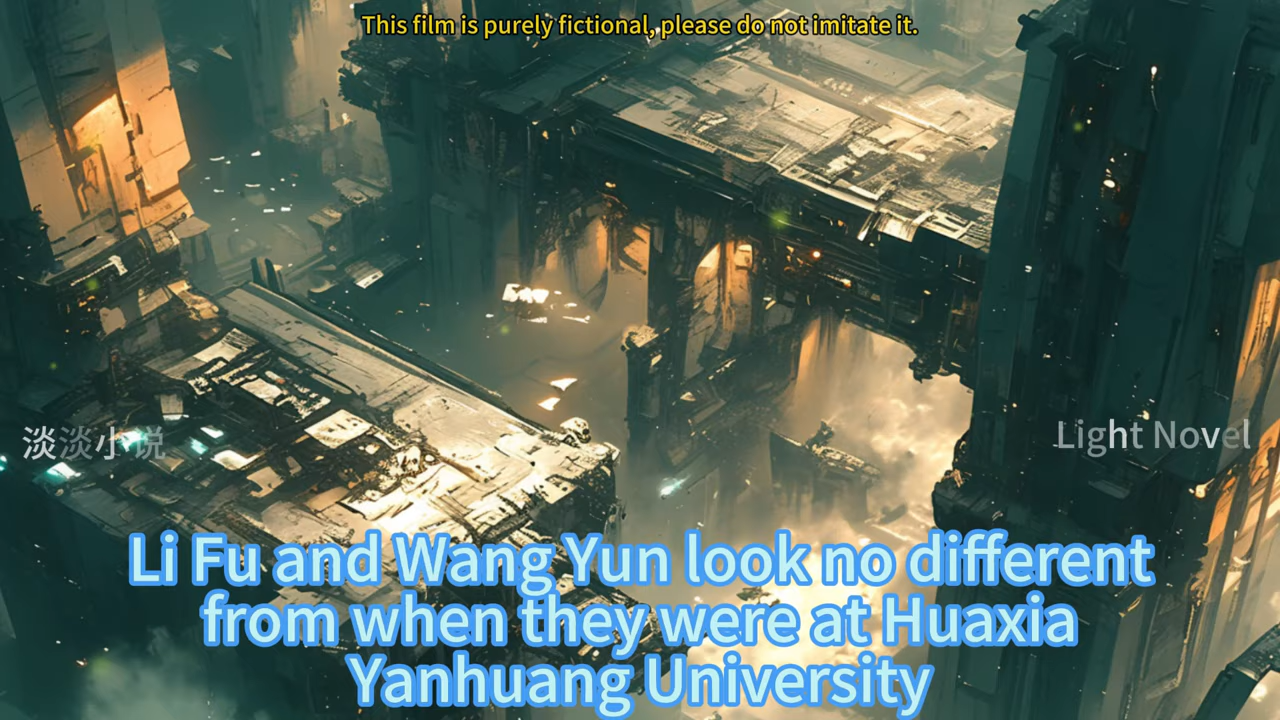 This film is purely fictional, please do not imitate it.
淡淡小说
Light Novel
Li Fu and Wang Yun look no different
from when they were at Huaxia
Yanhuang University